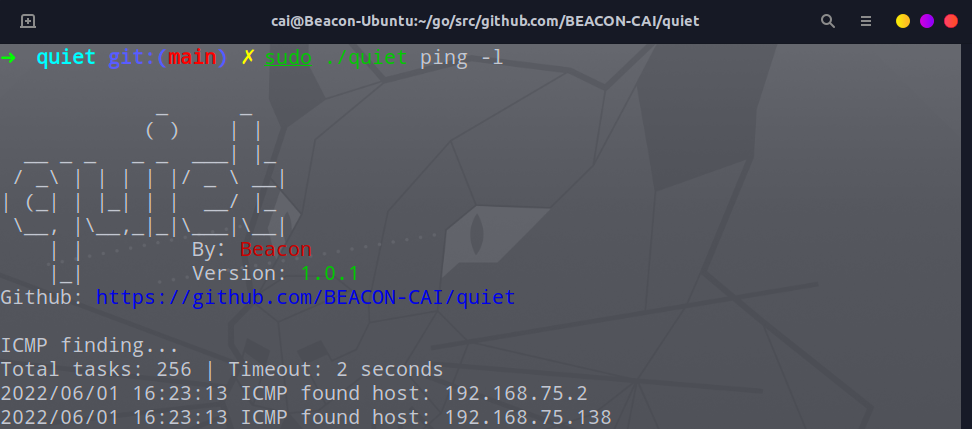 cai@Beacon-Ubuntu:~/go/src/github.com/BEACON-CAI/quiet
➜ quiet git:(main) ✗ sudo ./quiet ping -l
quiet
By: Beacon
Version: 1.0.1
Github: https://github.com/BEACON-CAI/quiet
ICMP finding...
Total tasks: 256 | Timeout: 2 seconds
2022/06/01 16:23:13 ICMP found host: 192.168.75.2
2022/06/01 16:23:13 ICMP found host: 192.168.75.138